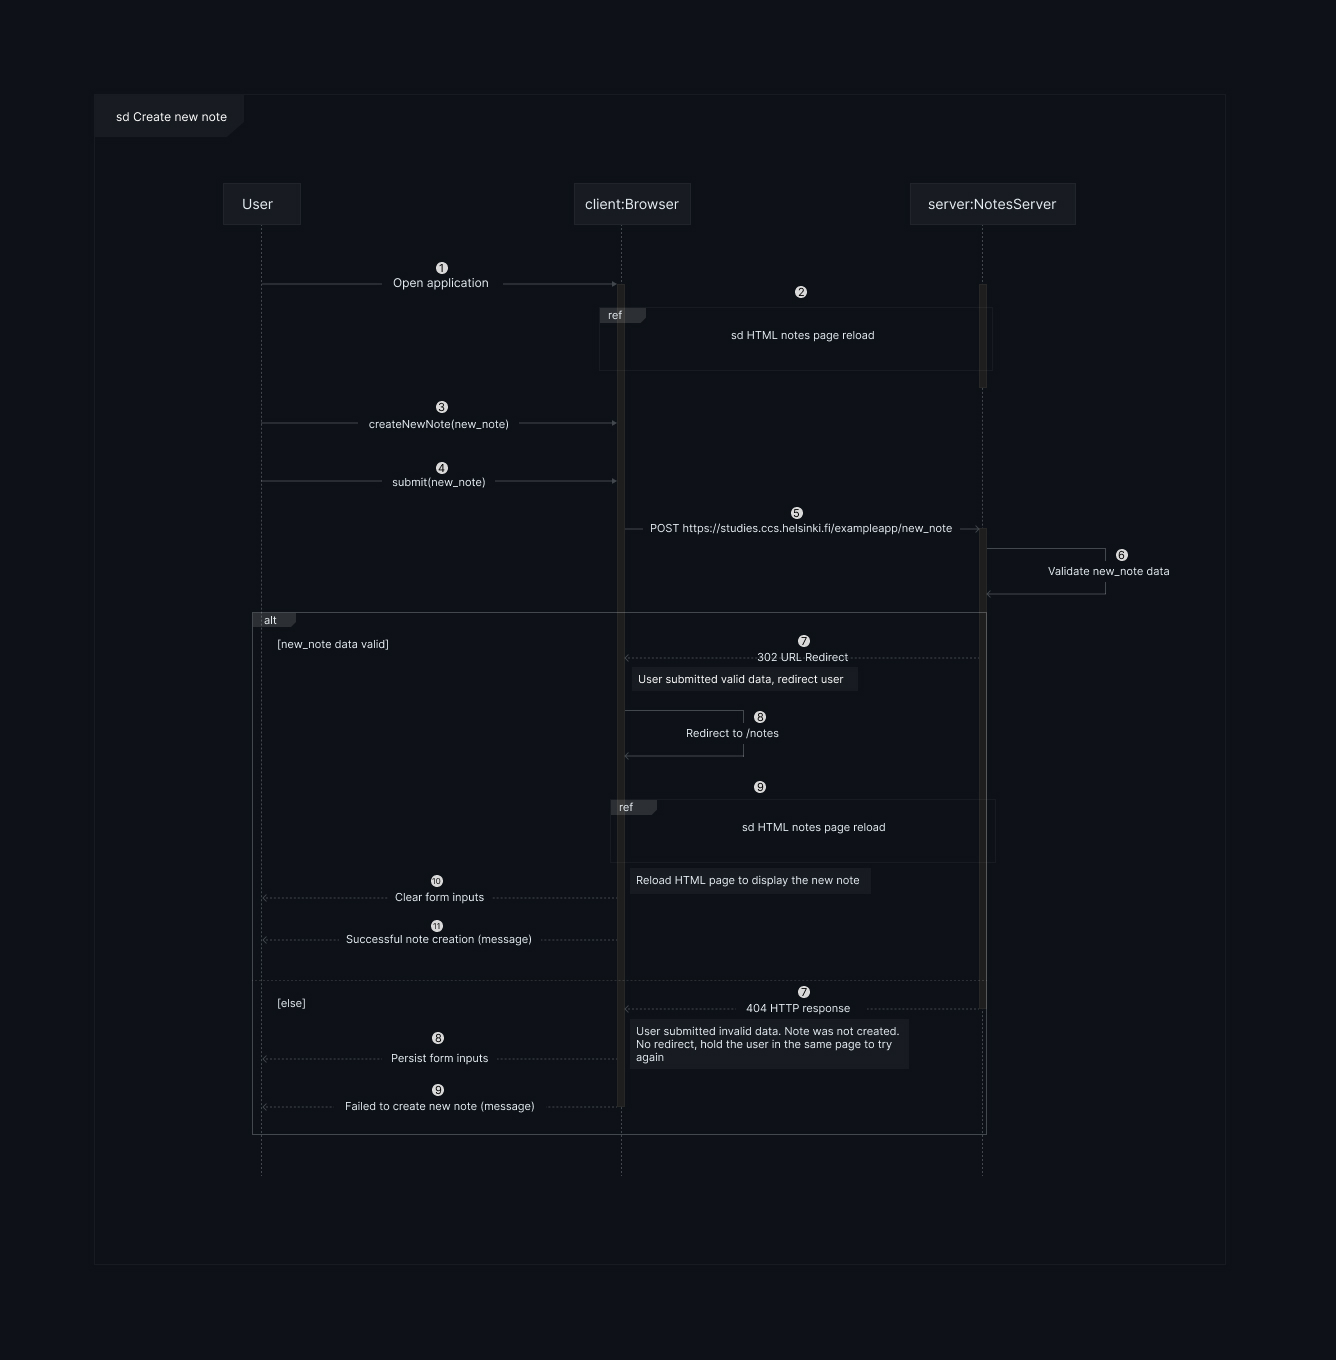 sd Create new note
User
client:Browser
server:NotesServer
1
Open application
2
ref
sd HTML notes page reload
3
createNewNote(new_note)
4
submit(new_note)
5
POST https://studies.ccs.helsinki.fi/exampleapp/new_note
6
Validate new_note data
alt
[new_note data valid]
7
302 URL Redirect
User submitted valid data, redirect user
8
Redirect to /notes
9
ref
sd HTML notes page reload
Reload HTML page to display the new note
10
Clear form inputs
11
Successful note creation (message)
[else]
7
404 HTTP response
User submitted invalid data. Note was not created.
No redirect, hold the user in the same page to try
again
8
Persist form inputs
9
Failed to create new note (message)